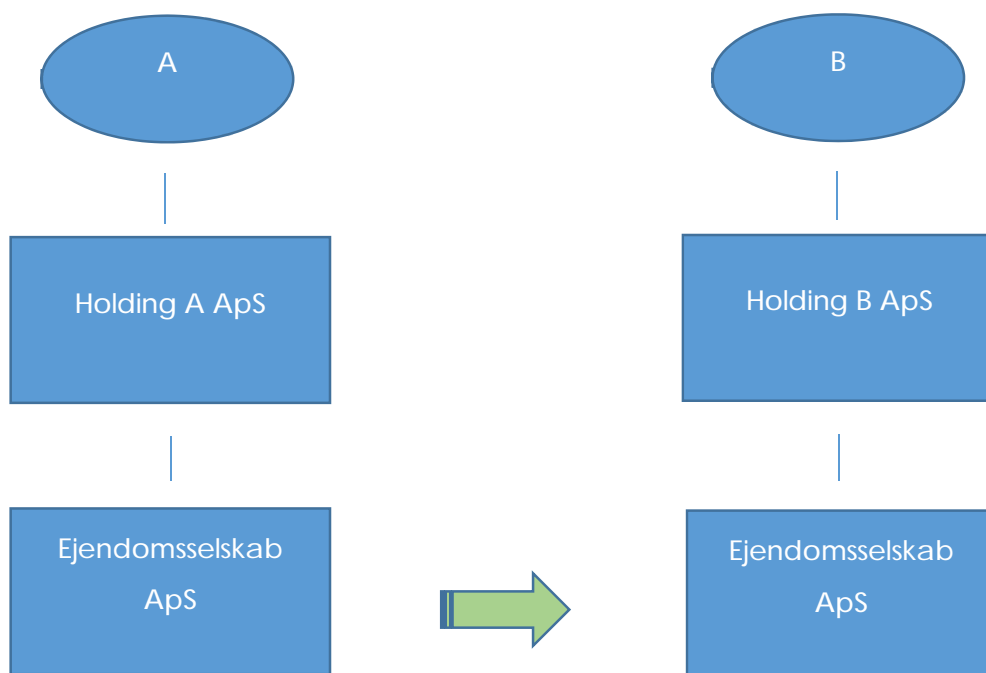 A
B
Holding A ApS
Holding B ApS
Ejendomsselskab
ApS
Ejendomsselskab
ApS